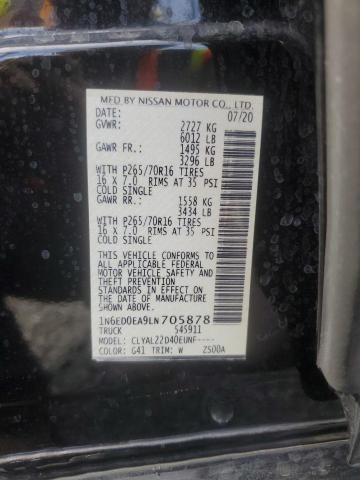 MFD BY NISSAN MOTOR CO., LTD.
DATE: 07/20
GVWR: 2727 KG
6012 LB
GAWR FR.: 1495 KG
3296 LB
WITH P265/70R16 TIRES
16 X 7.0 RIMS AT 35 PSI
COLD SINGLE
GAWR RR.: 1558 KG
3434 LB
WITH P265/70R16 TIRES
16 X 7.0 RIMS AT 35 PSI
COLD SINGLE
THIS VEHICLE CONFORMS TO
ALL APPLICABLE FEDERAL
MOTOR VEHICLE SAFETY
STANDARDS IN EFFECT ON
THE DATE OF MANUFACTURE
SHOWN ABOVE.
1N6ED0EA9LN705878
TRUCK 545911
MODEL: CLYAL22D40EUNF----
COLOR: G41 TRIM: W ZS00A